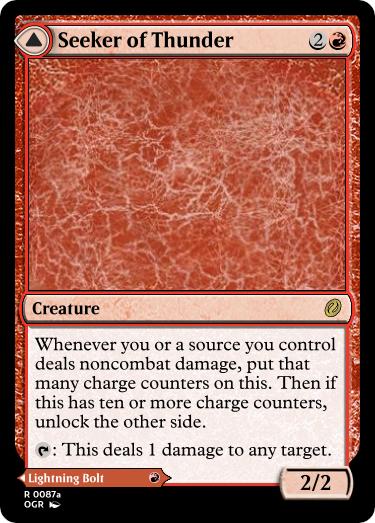 Seeker of Thunder 2
Creature
Whenever you or a source you control
deals noncombat damage, put that
many charge counters on this. Then if
this has ten or more charge counters,
unlock the other side.
: This deals 1 damage to any target.
Lightning Bolt
2/2
R 0087a
OGR